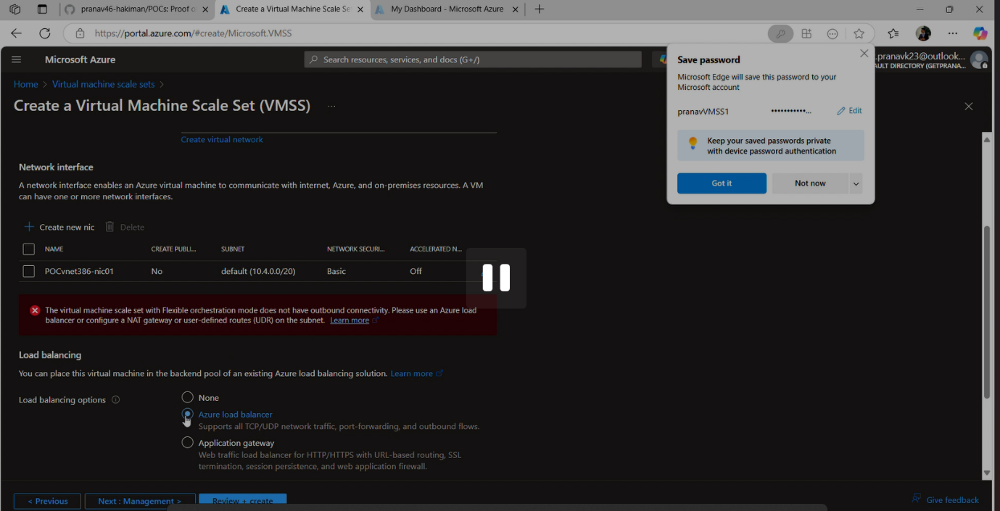 pranav46-hakiman/POCs: Proof o
Create a Virtual Machine Scale Se
My Dashboard - Microsoft Azure
https://portal.azure.com/#create/Microsoft.VMSS
Microsoft Azure
Search resources, services, and docs (G+/)
.pranavk23@outlook...
AULT DIRECTORY (GETPRANA...
Home > Virtual machine scale sets >
Create a Virtual Machine Scale Set (VMSS) ...
Save password
Microsoft Edge will save this password to your
Microsoft account
pranavVMSS1 •••••••••••... Edit
Keep your saved passwords private
with device password authentication
Got it Not now
Create virtual network
Network interface
A network interface enables an Azure virtual machine to communicate with internet, Azure, and on-premises resources. A VM
can have one or more network interfaces.
Create new nic Delete
NAME CREATE PUBLI... SUBNET NETWORK SECURI... ACCELERATED N...
POCvnet386-nic01 No default (10.4.0.0/20) Basic Off
The virtual machine scale set with Flexible orchestration mode does not have outbound connectivity. Please use an Azure load
balancer or configure a NAT gateway or user-defined routes (UDR) on the subnet. Learn more
Load balancing
You can place this virtual machine in the backend pool of an existing Azure load balancing solution. Learn more
Load balancing options
None
Azure load balancer
Supports all TCP/UDP network traffic, port-forwarding, and outbound flows.
Application gateway
Web traffic load balancer for HTTP/HTTPS with URL-based routing, SSL
termination, session persistence, and web application firewall.
< Previous Next : Management > Review + create
Give feedback